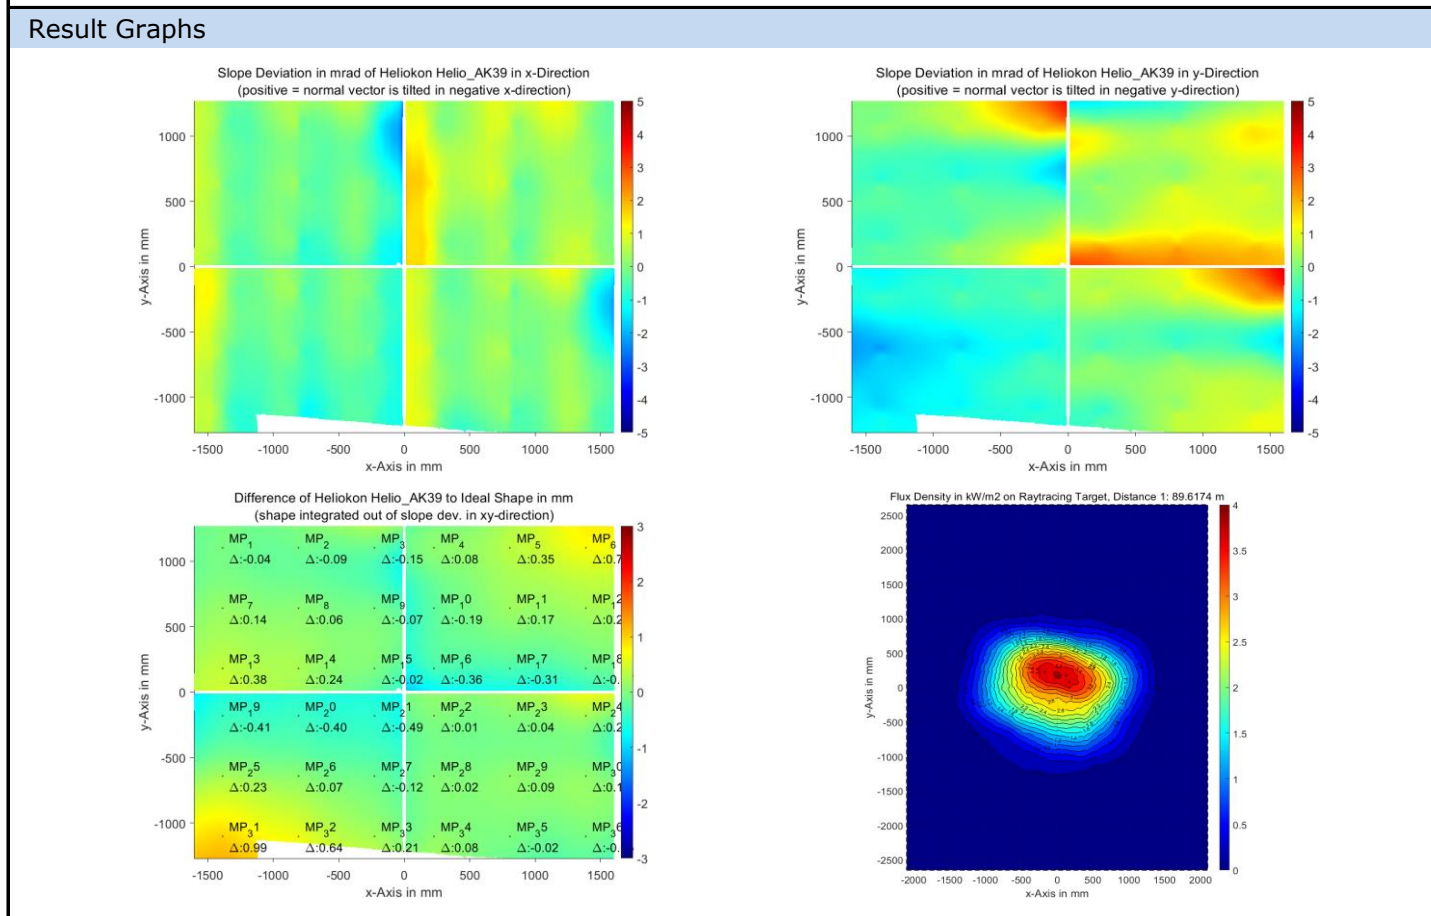 Result Graphs
Slope Deviation in mrad of Heliokon Helio_AK39 in x-Direction
(positive = normal vector is tilted in negative x-direction)
1000
500
0
-500
-1000
y-Axis in mm
-1500 -1000 -500 0 500 1000 1500
x-Axis in mm
5
4
3
2
1
0
-1
-2
-3
-4
-5
Slope Deviation in mrad of Heliokon Helio_AK39 in y-Direction
(positive = normal vector is tilted in negative y-direction)
1000
500
0
-500
-1000
y-Axis in mm
-1500 -1000 -500 0 500 1000 1500
x-Axis in mm
5
4
3
2
1
0
-1
-2
-3
-4
-5
Difference of Heliokon Helio_AK39 to Ideal Shape in mm
(shape integrated out of slope dev. in xy-direction)
1000
500
0
-500
-1000
y-Axis in mm
MP1 MP2 MP3 MP4 MP5 MP6
Δ:-0.04 Δ:-0.09 Δ:-0.15 Δ:0.08 Δ:0.35 Δ:0.7
MP7 MP8 MP9 MP10 MP11 MP12
Δ:0.14 Δ:0.06 Δ:-0.07 Δ:-0.19 Δ:0.17 Δ:0.2
MP13 MP14 MP15 MP16 MP17 MP18
Δ:0.38 Δ:0.24 Δ:-0.02 Δ:-0.36 Δ:-0.31 Δ:-0.
MP19 MP20 MP21 MP22 MP23 MP24
Δ:-0.41 Δ:-0.40 Δ:-0.49 Δ:0.01 Δ:0.04 Δ:0.2
MP25 MP26 MP27 MP28 MP29 MP30
Δ:0.23 Δ:0.07 Δ:-0.12 Δ:0.02 Δ:0.09 Δ:0.1
MP31 MP32 MP33 MP34 MP35 MP36
Δ:0.99 Δ:0.64 Δ:0.21 Δ:0.08 Δ:-0.02 Δ:-0.
-1500 -1000 -500 0 500 1000 1500
x-Axis in mm
3
2
1
0
-1
-2
-3
Flux Density in kW/m2 on Raytracing Target, Distance 1: 89.6174 m
2500
2000
1500
1000
500
0
-500
-1000
-1500
-2000
-2500
y-Axis in mm
-2000 -1500 -1000 -500 0 500 1000 1500 2000
x-Axis in mm
4
3.5
3
2.5
2
1.5
1
0.5
0